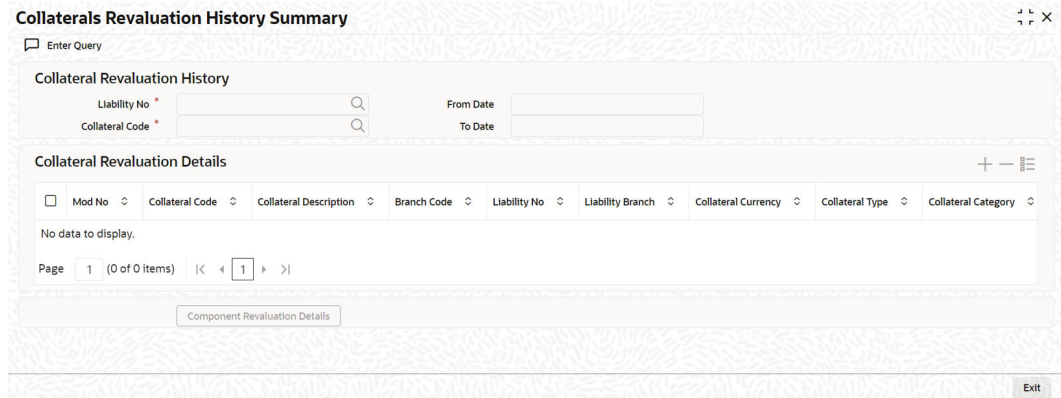 Collaterals Revaluation History Summary
Enter Query
Collateral Revaluation History
Liability No * From Date
Collateral Code * To Date
Collateral Revaluation Details
Mod No Collateral Code Collateral Description Branch Code Liability No Liability Branch Collateral Currency Collateral Type Collateral Category
No data to display.
Page 1 (0 of 0 items) 1
Component Revaluation Details
Exit